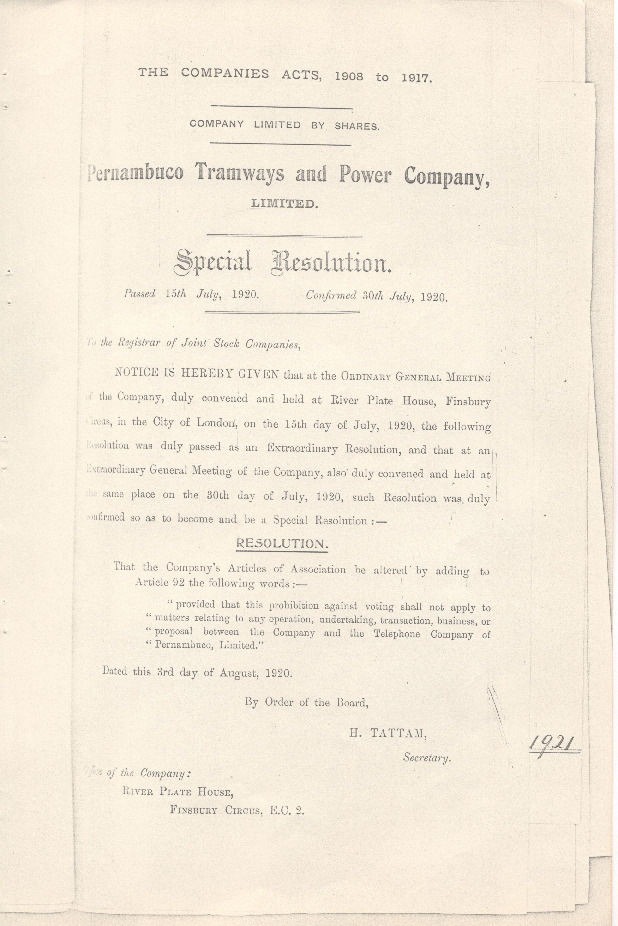 THE COMPANIES ACTS, 1908 to 1917.
COMPANY LIMITED BY SHARES.
Pernambuco Tramways and Power Company,
LIMITED.
Special Resolution.
Passed 15th July, 1920. Confirmed 30th July, 1920.
To the Registrar of Joint Stock Companies,
NOTICE IS HEREBY GIVEN that at the ORDINARY GENERAL MEETING
of the Company, duly convened and held at River Plate House, Finsbury
Circus, in the City of London, on the 15th day of July, 1920, the following
Resolution was duly passed as an Extraordinary Resolution, and that at an
Extraordinary General Meeting of the Company, also duly convened and held at
the same place on the 30th day of July, 1920, such Resolution was duly
confirmed so as to become and be a Special Resolution :—
RESOLUTION.
That the Company's Articles of Association be altered by adding to
Article 92 the following words :—
" provided that this prohibition against voting shall not apply to
" matters relating to any operation, undertaking, transaction, business, or
" proposal between the Company and the Telephone Company of
" Pernambuco, Limited."
Dated this 3rd day of August, 1920.
By Order of the Board,
H. TATTAM,
Secretary.
1921
Office of the Company :
RIVER PLATE HOUSE,
FINSBURY CIRCUS, E.C. 2.